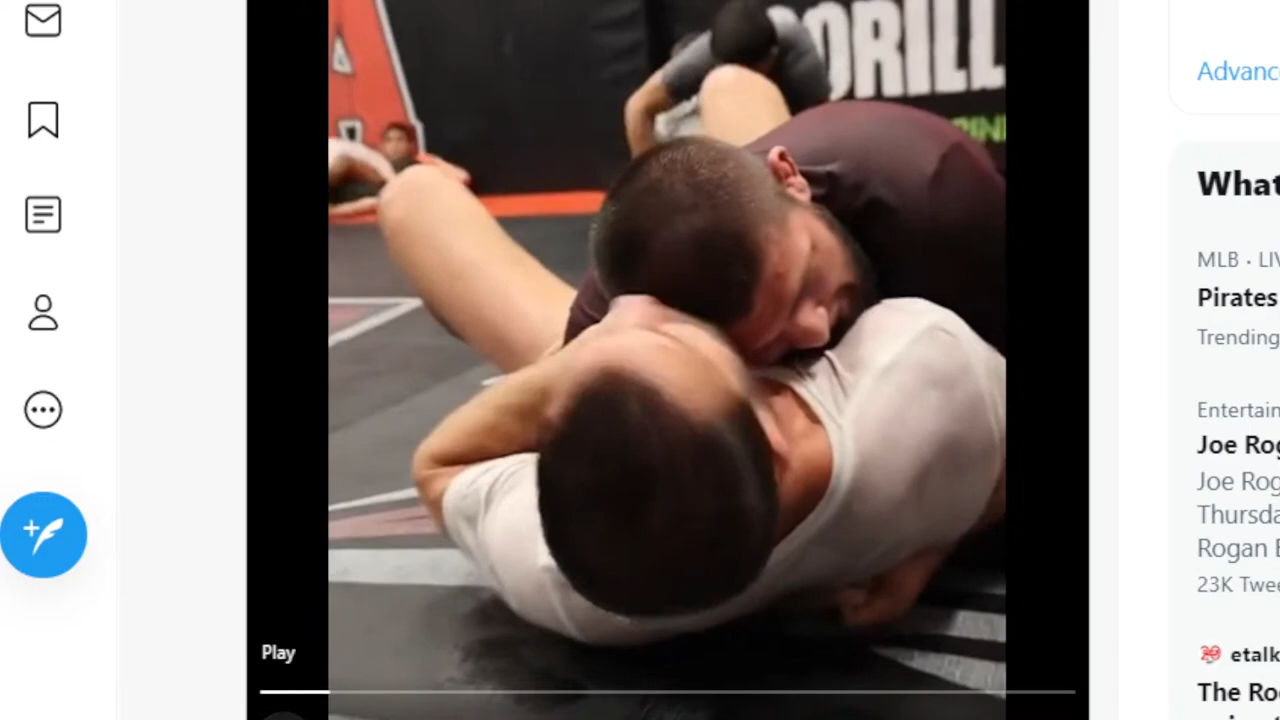 ORILL
PIN
Advanc
What
MLB · LIV
Pirates
Trending
Entertain
Joe Rog
Joe Rog
Thursda
Rogan E
23K Twee
etalk
The Ro
Play